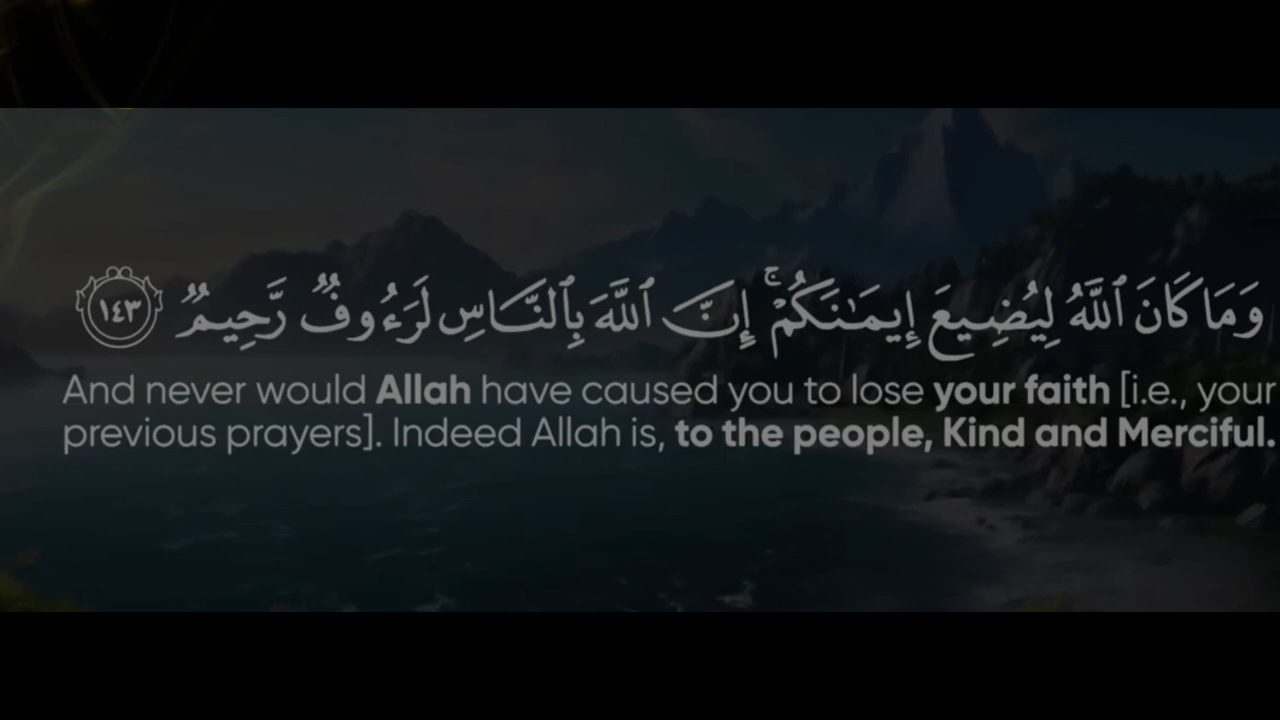 وَمَا كَانَ ٱللَّهُ لِيُضِيعَ إِيمَـٰنَكُمْ ۚ إِنَّ ٱللَّهَ بِٱلنَّاسِ لَرَءُوفٌ رَّحِيمٌ ١٤٣
And never would Allah have caused you to lose your faith [i.e., your
previous prayers]. Indeed Allah is, to the people, Kind and Merciful.